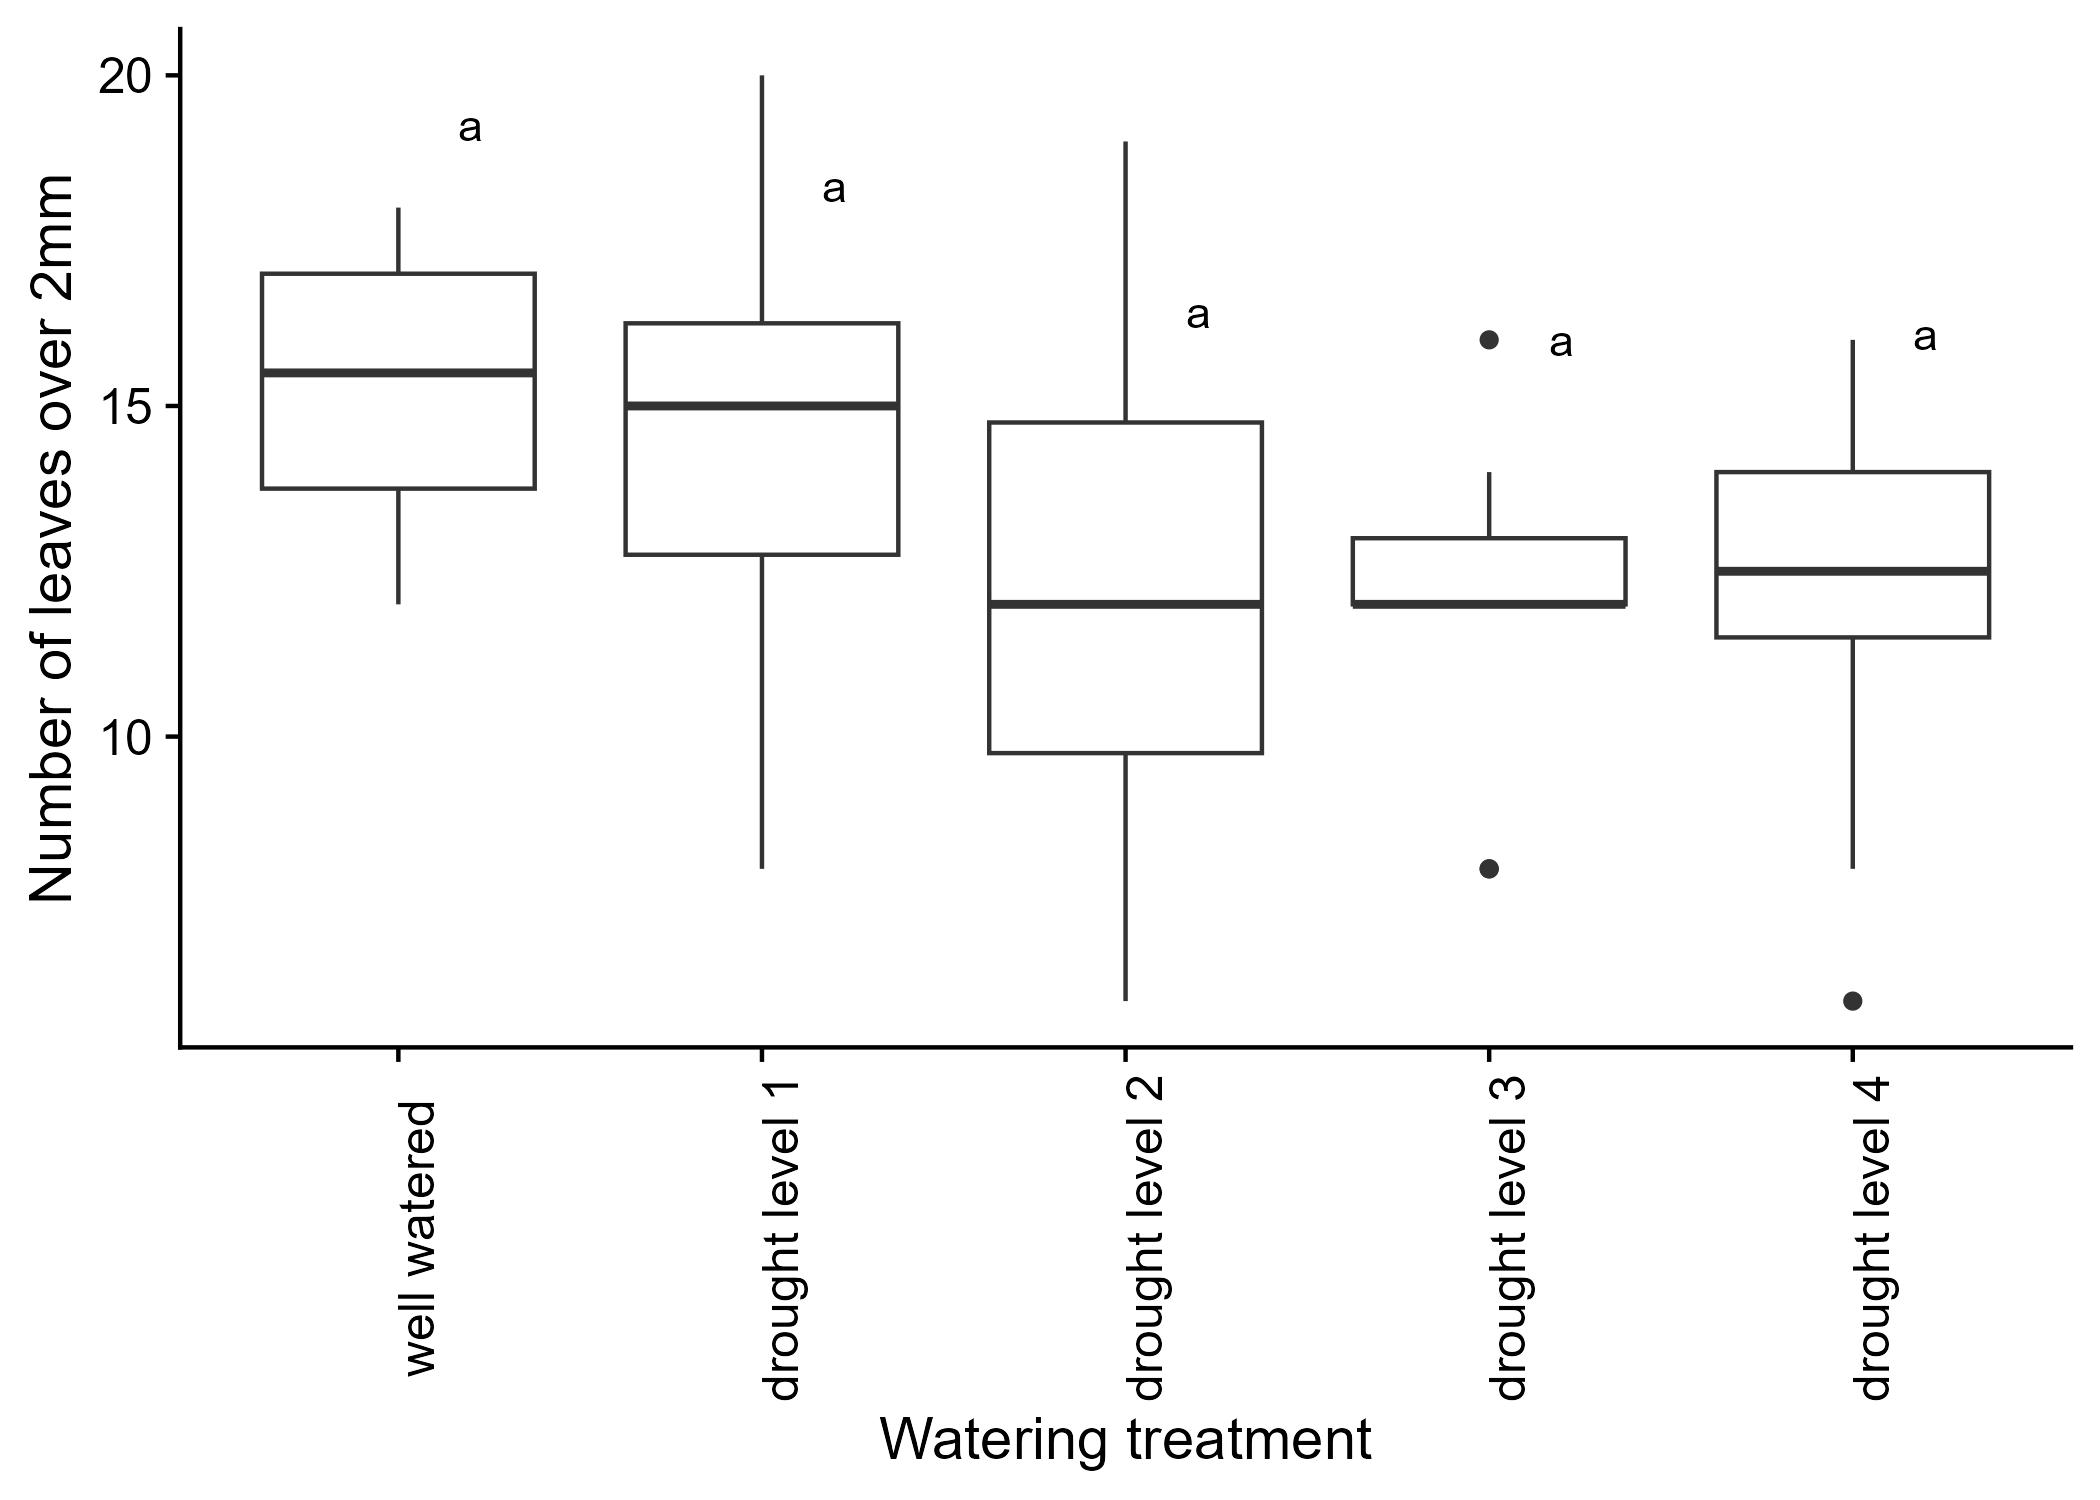 Number of leaves over 2mm
20
15
10
a
a
a
a
a
well watered
drought level 1
drought level 2
drought level 3
drought level 4
Watering treatment